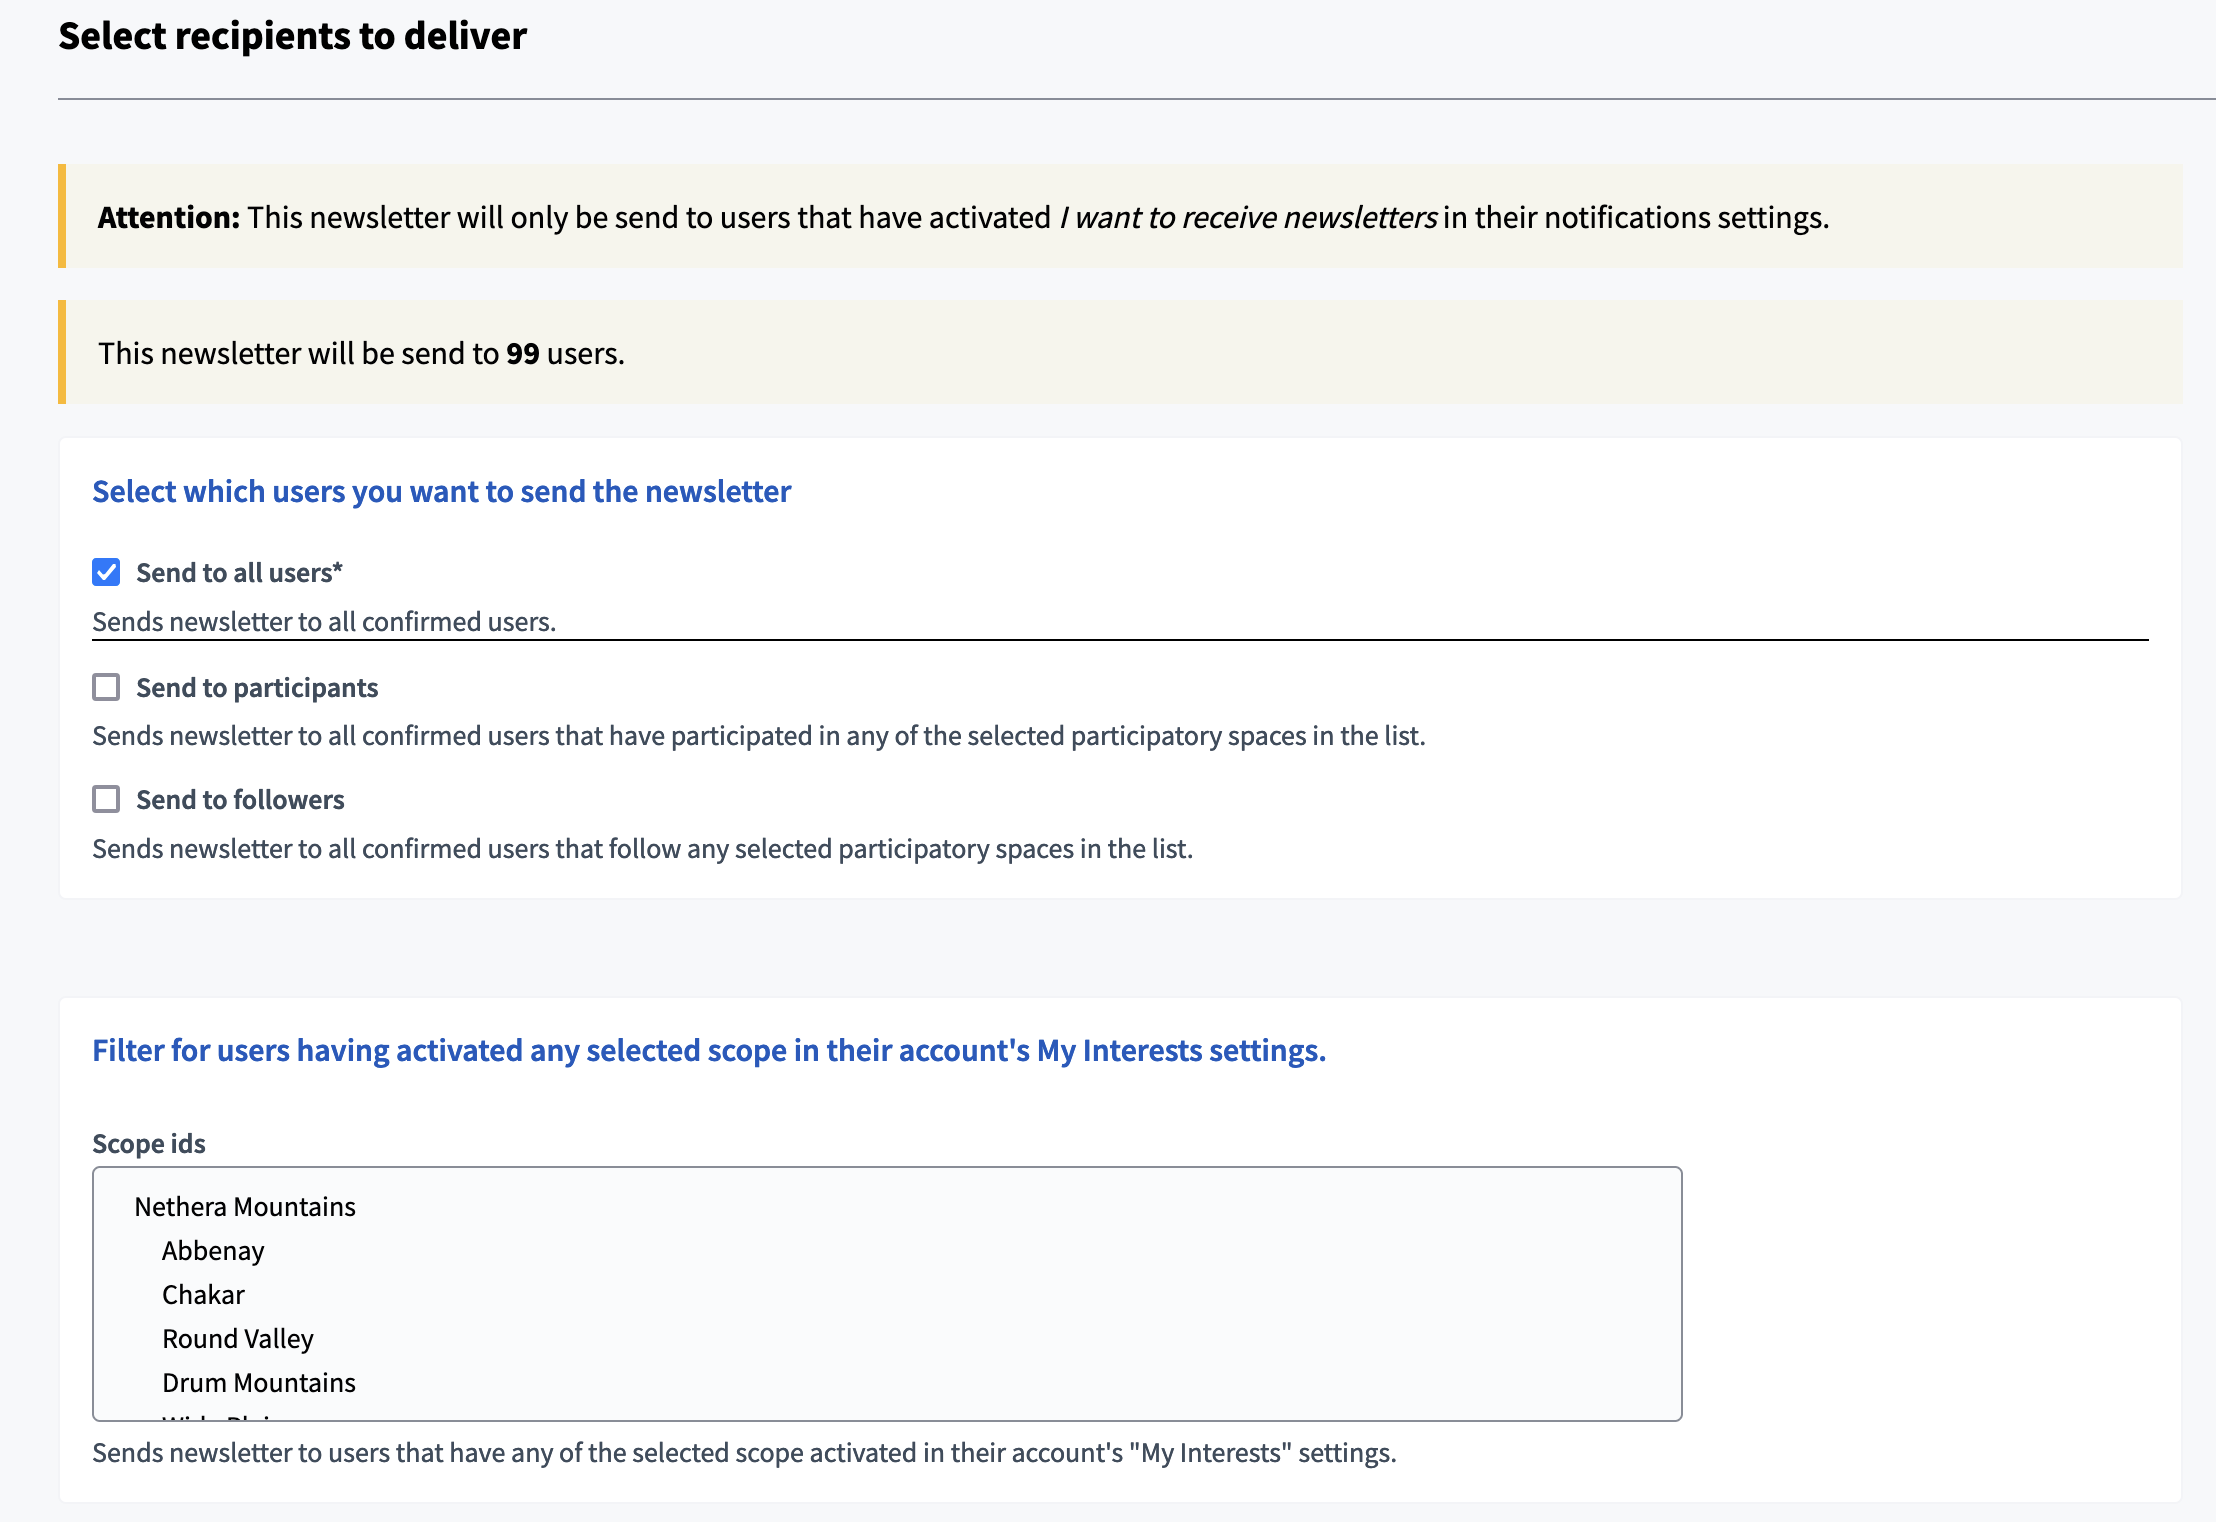 Select recipients to deliver
Attention: This newsletter will only be send to users that have activated I want to receive newsletters in their notifications settings.
This newsletter will be send to 99 users.
Select which users you want to send the newsletter
Send to all users*
Sends newsletter to all confirmed users.
Send to participants
Sends newsletter to all confirmed users that have participated in any of the selected participatory spaces in the list.
Send to followers
Sends newsletter to all confirmed users that follow any selected participatory spaces in the list.
Filter for users having activated any selected scope in their account's My Interests settings.
Scope ids
Nethera Mountains
Abbenay
Chakar
Round Valley
Drum Mountains
Sends newsletter to users that have any of the selected scope activated in their account's "My Interests" settings.